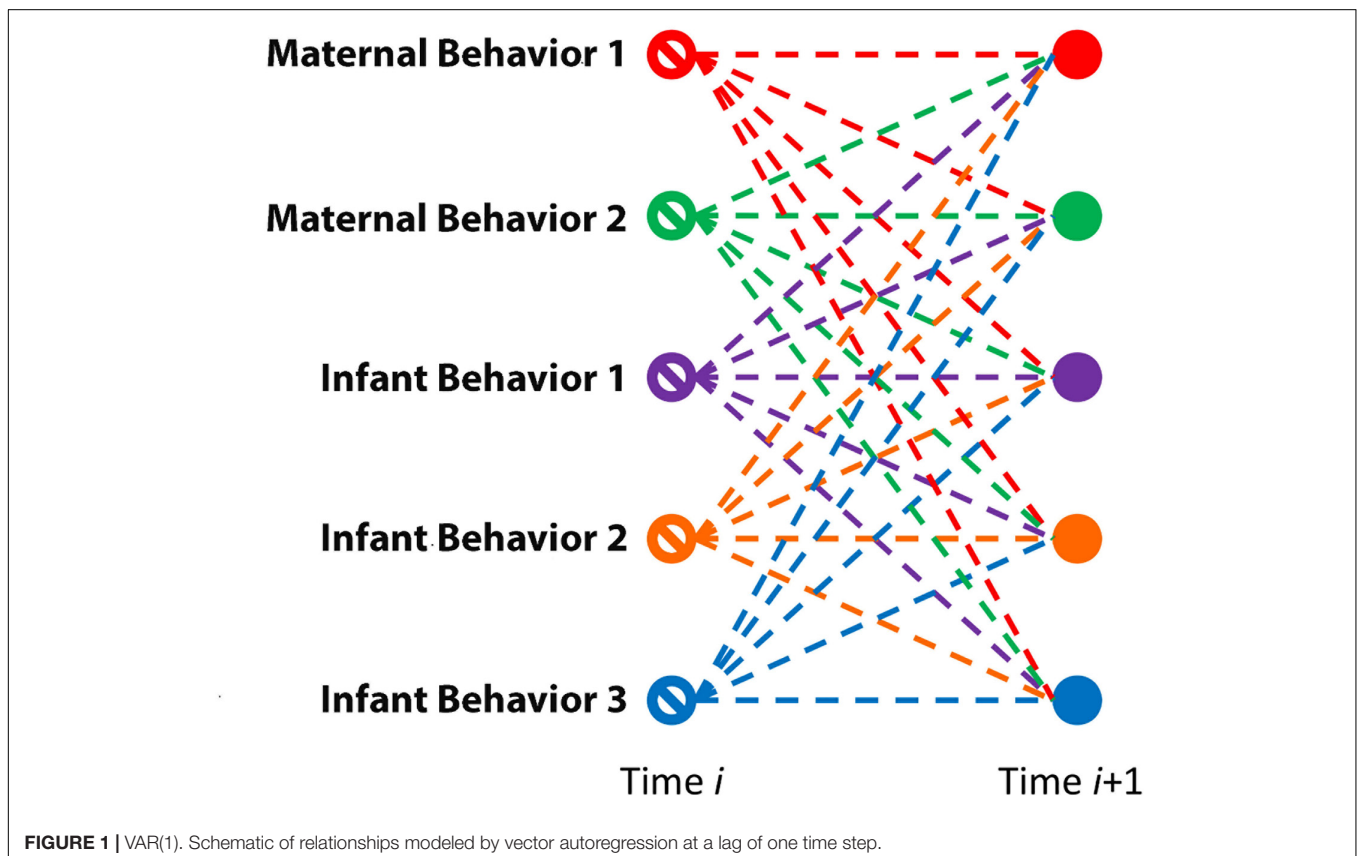 Maternal Behavior 1
Maternal Behavior 2
Infant Behavior 1
Infant Behavior 2
Infant Behavior 3
Time i
Time i+1
FIGURE 1 | VAR(1). Schematic of relationships modeled by vector autoregression at a lag of one time step.